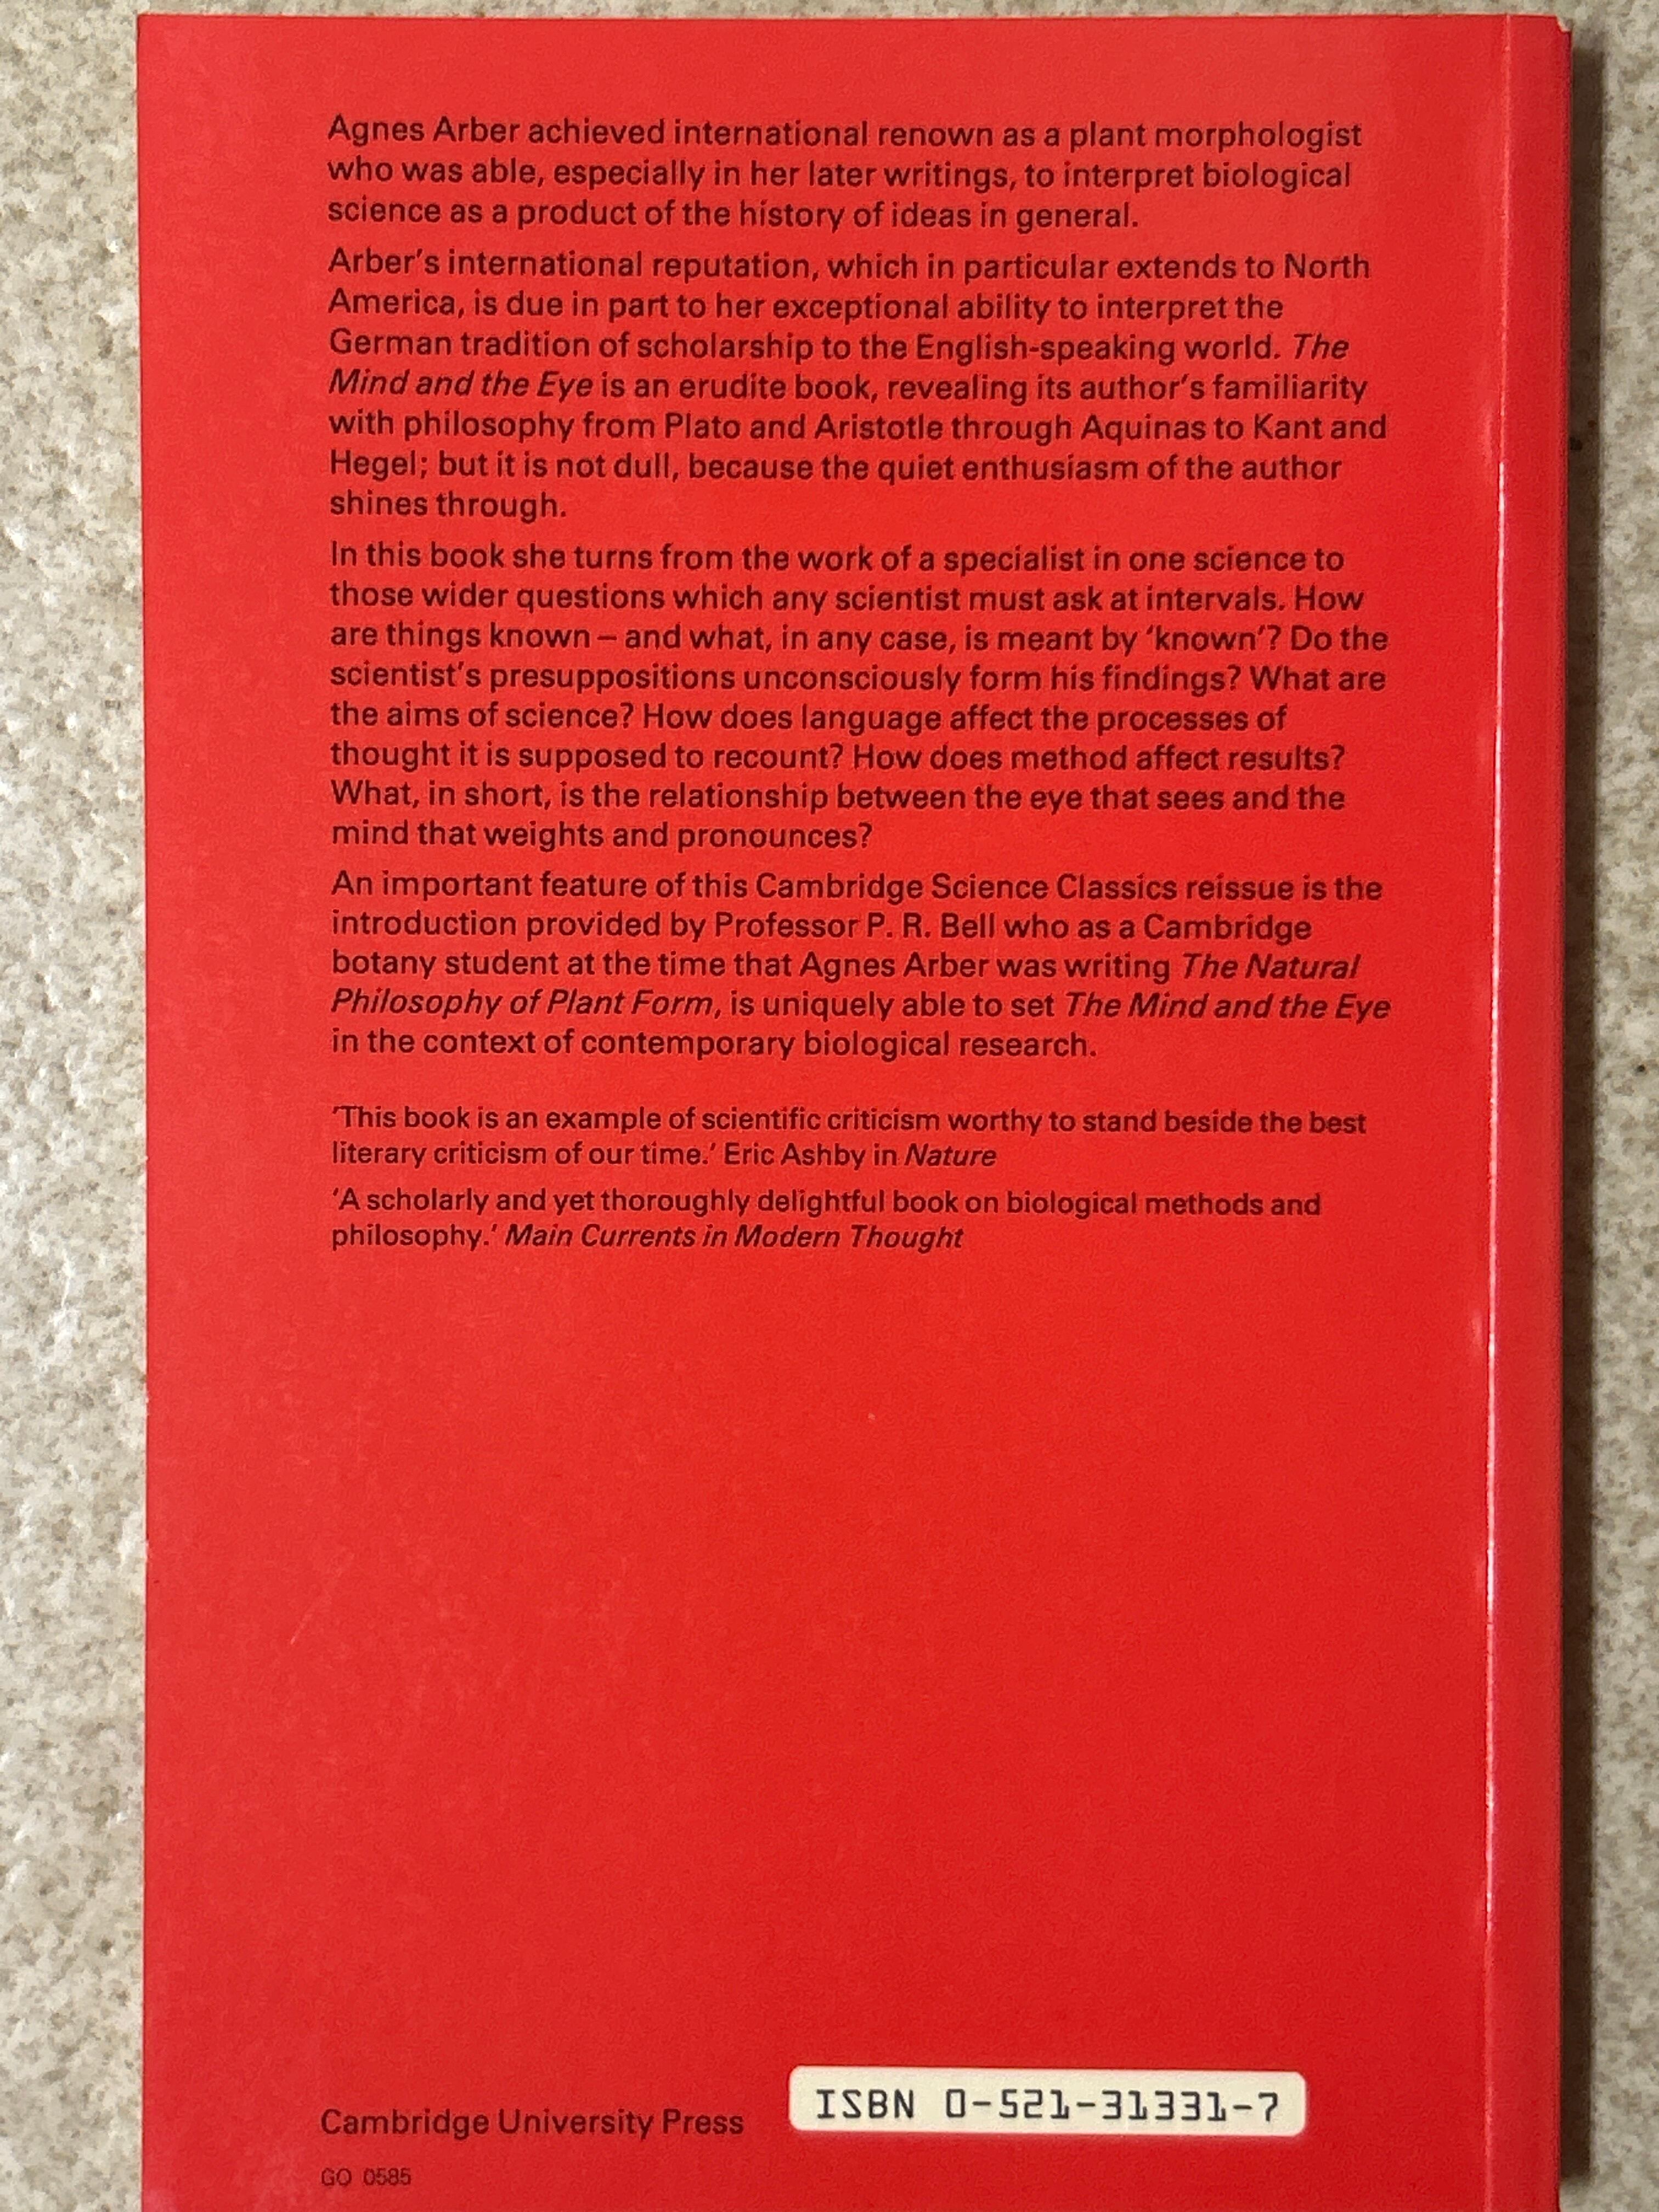 Agnes Arber achieved international renown as a plant morphologist
who was able, especially in her later writings, to interpret biological
science as a product of the history of ideas in general.
Arber's international reputation, which in particular extends to North
America, is due in part to her exceptional ability to interpret the
German tradition of scholarship to the English-speaking world. The
Mind and the Eye is an erudite book, revealing its author's familiarity
with philosophy from Plato and Aristotle through Aquinas to Kant and
Hegel; but it is not dull, because the quiet enthusiasm of the author
shines through.
In this book she turns from the work of a specialist in one science to
those wider questions which any scientist must ask at intervals. How
are things known – and what, in any case, is meant by 'known'? Do the
scientist's presuppositions unconsciously form his findings? What are
the aims of science? How does language affect the processes of
thought it is supposed to recount? How does method affect results?
What, in short, is the relationship between the eye that sees and the
mind that weights and pronounces?
An important feature of this Cambridge Science Classics reissue is the
introduction provided by Professor P. R. Bell who as a Cambridge
botany student at the time that Agnes Arber was writing The Natural
Philosophy of Plant Form, is uniquely able to set The Mind and the Eye
in the context of contemporary biological research.
'This book is an example of scientific criticism worthy to stand beside the best
literary criticism of our time.' Eric Ashby in Nature
'A scholarly and yet thoroughly delightful book on biological methods and
philosophy.' Main Currents in Modern Thought
Cambridge University Press
ISBN 0-521-31331-7
GO 0585